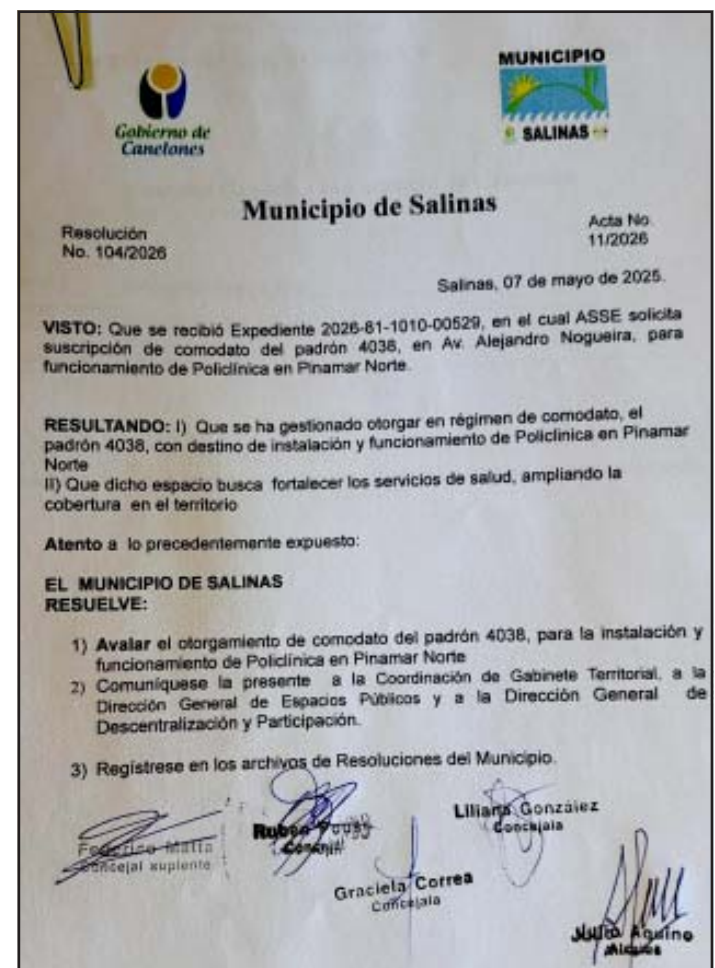 Gobierno de
Canelones
MUNICIPIO
SALINAS
Municipio de Salinas
Resolución
No. 104/2026
Acta No
11/2026
Salinas, 07 de mayo de 2025.
VISTO: Que se recibió Expediente 2026-81-1010-00529, en el cual ASSE solicita
suscripción de comodato del padrón 4038, en Av. Alejandro Nogueira, para
funcionamiento de Policlínica en Pinamar Norte.
RESULTANDO: I) Que se ha gestionado otorgar en régimen de comodato, el
padrón 4038, con destino de instalación y funcionamiento de Policlinica en Pinamar
Norte
II) Que dicho espacio busca fortalecer los servicios de salud, ampliando la
cobertura en el territorio
Atento a lo precedentemente expuesto:
EL MUNICIPIO DE SALINAS
RESUELVE:
1) Avalar el otorgamiento de comodato del padrón 4038, para la instalación y
funcionamiento de Policlínica en Pinamar Norte
2) Comuníquese la presente a la Coordinación de Gabinete Territorial, a la
Dirección General de Espacios Públicos y a la Dirección General de
Descentralización y Participación.
3) Regístrese en los archivos de Resoluciones del Municipio.
Federico Matta
Concejal suplente
Ruben
Concejal
Liliana González
Concejala
Graciela Correa
Concejala
Julio Aquino
Alcalde